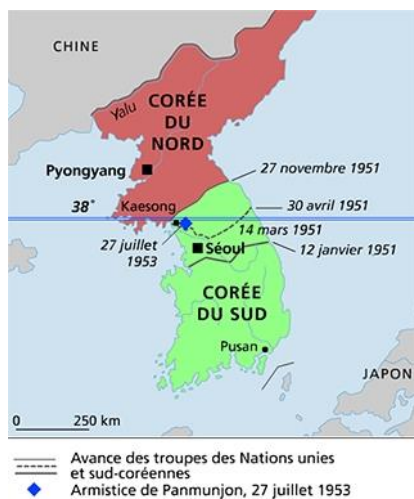 CHINE
Yalu
CORÉE
DU
NORD
Pyongyang
27 novembre 1951
Kaesong
38°
30 avril 1951
14 mars 1951
27 juillet
1953
Séoul
12 janvier 1951
CORÉE
DU SUD
Pusan
JAPON
0 250 km
Avance des troupes des Nations unies
et sud-coréennes
Armistice de Panmunjon, 27 juillet 1953